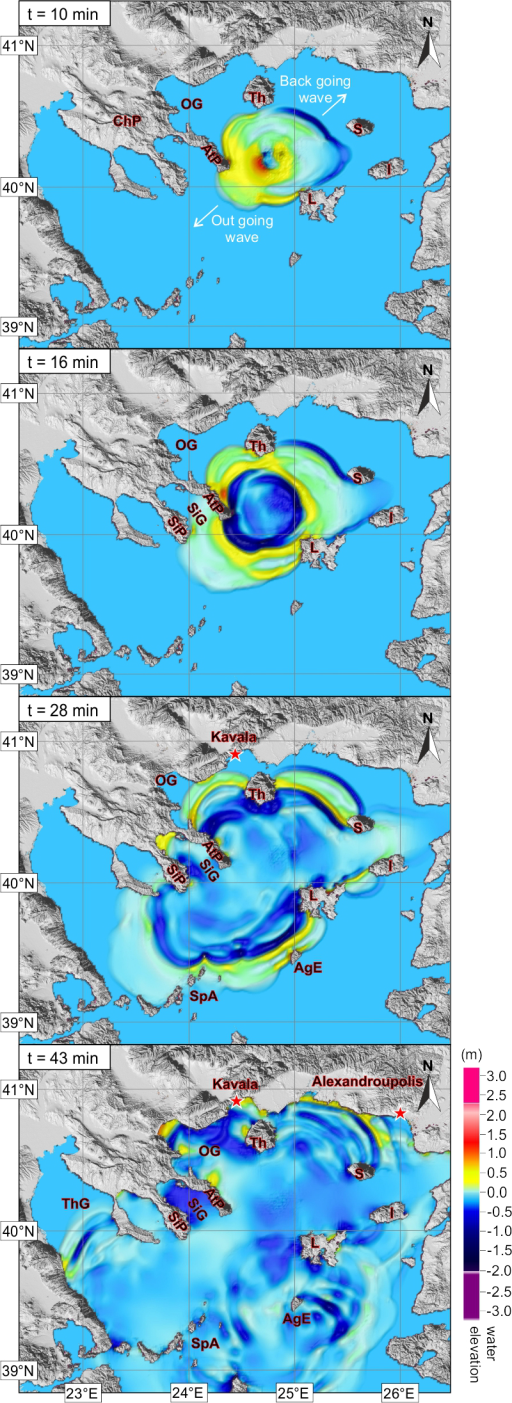 t = 10 min
N
41°N
Back going
wave
OG
Th
ChP
S
AtP
I
40°N
L
Out going
wave
39°N
t = 16 min
N
41°N
OG
Th
S
AtP
SiG
SiP
I
40°N
L
39°N
t = 28 min
N
Kavala
41°N
OG
Th
S
AtP
SiG
SiP
I
40°N
L
AgE
SpA
39°N
t = 43 min
N
(m)
Kavala
Alexandroupolis
41°N
OG
Th
S
AtP
SiG
SiP
ThG
I
40°N
L
AgE
SpA
39°N
23°E
24°E
25°E
26°E
3.0
2.5
2.0
1.5
1.0
0.5
0.0
-0.5
-1.0
-1.5
-2.0
-2.5
-3.0
water
elevation